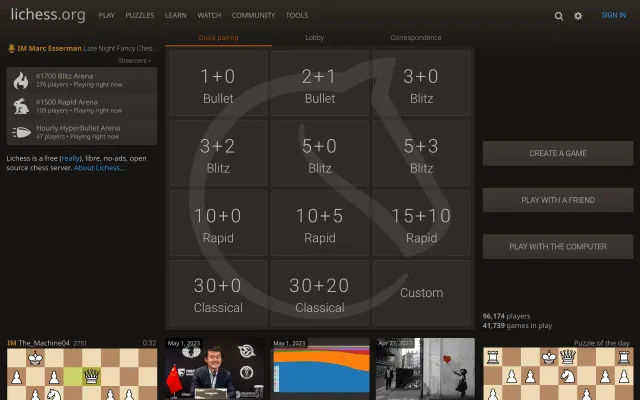 lichess.org PLAY PUZZLES LEARN WATCH COMMUNITY TOOLS SIGN IN
Quick pairing Lobby Correspondence
IM Marc Esserman Late Night Fancy Ches
Streamers
≤1700 Blitz Arena
276 players • Playing right now
≤1500 Rapid Arena
109 players • Playing right now
Hourly HyperBullet Arena
47 players • Playing right now
Lichess is a free (really), libre, no-ads, open
source chess server. About Lichess...
1+0
Bullet
2+1
Bullet
3+0
Blitz
3+2
Blitz
5+0
Blitz
5+3
Blitz
10+0
Rapid
10+5
Rapid
15+10
Rapid
30+0
Classical
30+20
Classical
Custom
CREATE A GAME
PLAY WITH A FRIEND
PLAY WITH THE COMPUTER
96,174 players
41,739 games in play
IM The_Machine04 2751 0:32
May 1, 2023
May 1, 2023
Apr 27, 2023
Puzzle of the day